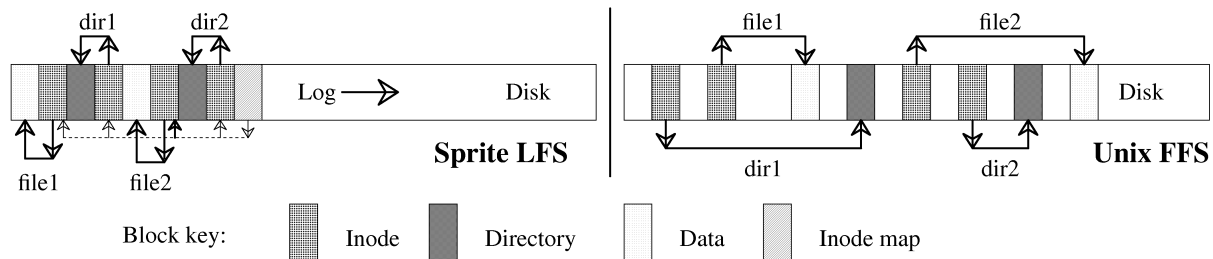 dir1 dir2 file1 file2
Log Disk Disk
Sprite LFS Unix FFS
file1 file2 dir1 dir2
Block key: Inode Directory Data Inode map